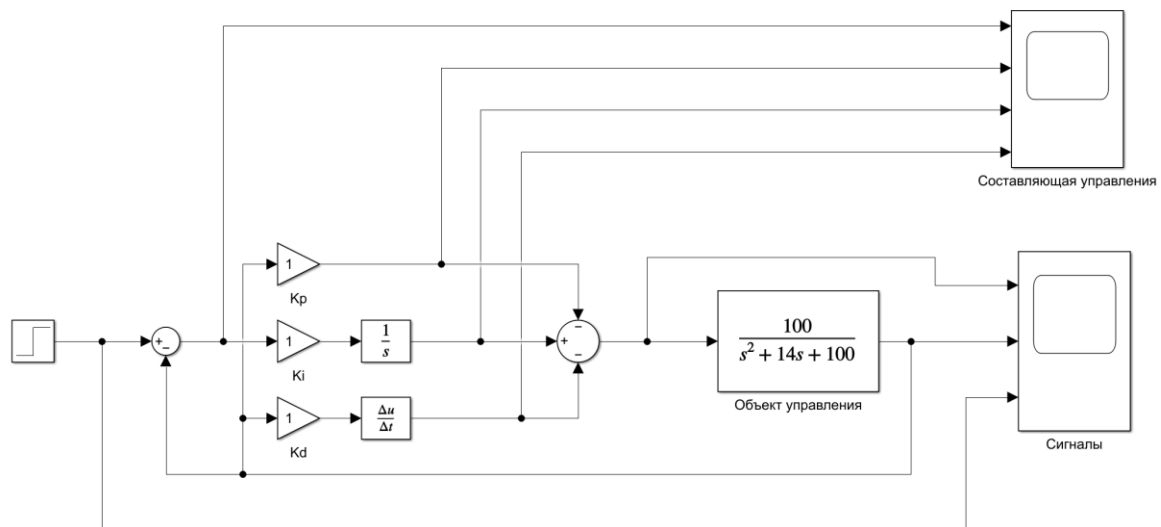 Составляющая управления
1
Kp
+
−
1
Ki
1
s
−
+
−
100
s² + 14s + 100
Объект управления
1
Kd
Δu
Δt
Сигналы